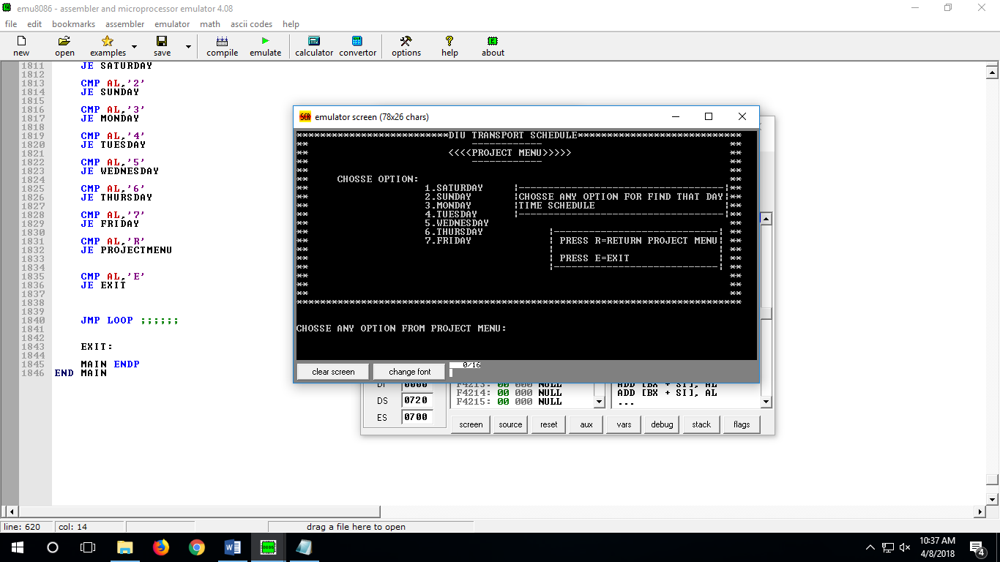 emu8086 - assembler and microprocessor emulator 4.08
file edit bookmarks assembler emulator math ascii codes help
new open examples save compile emulate calculator convertor options help about
1811 JE SATURDAY
1812
1813 CMP AL,'2'
1814 JE SUNDAY
1815
1816 CMP AL,'3'
1817 JE MONDAY
1818
1819 CMP AL,'4'
1820 JE TUESDAY
1821
1822 CMP AL,'5'
1823 JE WEDNESDAY
1824
1825 CMP AL,'6'
1826 JE THURSDAY
1827
1828 CMP AL,'7'
1829 JE FRIDAY
1830
1831 CMP AL,'R'
1832 JE PROJECTMENU
1833
1834
1835 CMP AL,'E'
1836 JE EXIT
1837
1838
1839
1840 JMP LOOP ;;;;;;
1841
1842
1843 EXIT:
1844
1845 MAIN ENDP
1846 END MAIN
SCR emulator screen (78x26 chars)
**************************DIU TRANSPORT SCHEDULE****************************
** ------------ **
** <<<<PROJECT MENU>>>>> **
** ------------ **
** **
** CHOSSE OPTION: **
** 1.SATURDAY |-----------------------------------| **
** 2.SUNDAY |CHOSSE ANY OPTION FOR FIND THAT DAY| **
** 3.MONDAY |TIME SCHEDULE | **
** 4.TUESDAY |-----------------------------------| **
** 5.WEDNESDAY **
** 6.THURSDAY |----------------------------| **
** 7.FRIDAY | PRESS R=RETURN PROJECT MENU| **
** | | **
** | PRESS E=EXIT | **
** |----------------------------| **
** **
** **
** **
****************************************************************************
CHOSSE ANY OPTION FROM PROJECT MENU:
clear screen change font 0/16
DI 0000
DS 0720
ES 0700
F4213: 00 000 NULL
F4214: 00 000 NULL
F4215: 00 000 NULL
ADD [BX + SI], AL
ADD [BX + SI], AL
...
screen source reset aux vars debug stack flags
line: 620 col: 14 drag a file here to open
8086
10:37 AM
4/8/2018
4